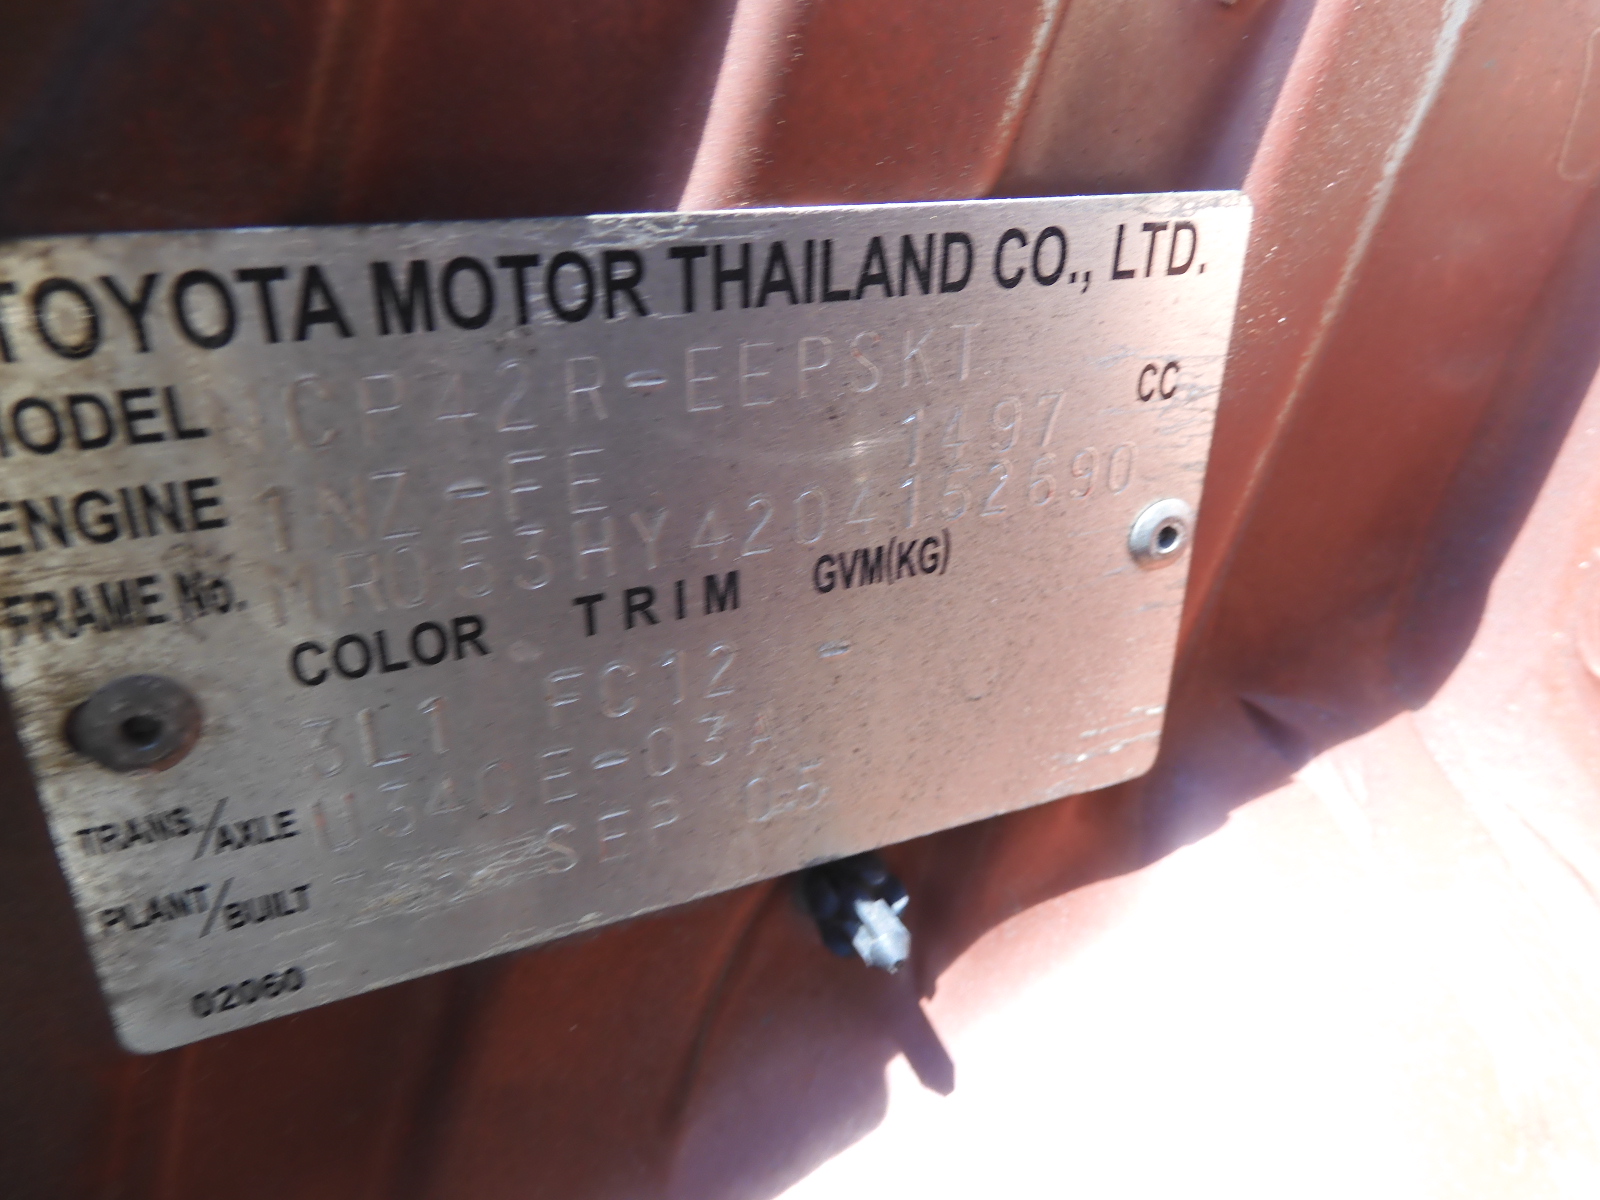 TOYOTA MOTOR THAILAND CO., LTD.
MODEL NCP42R-EEPSKT
ENGINE 1NZ-FE 1497 CC
FRAME No. MR053HY4204152690
COLOR TRIM GVM(KG)
3L1 FC12 -
TRANS./AXLE U340E-03A
PLANT/BUILT SEP 05
02060